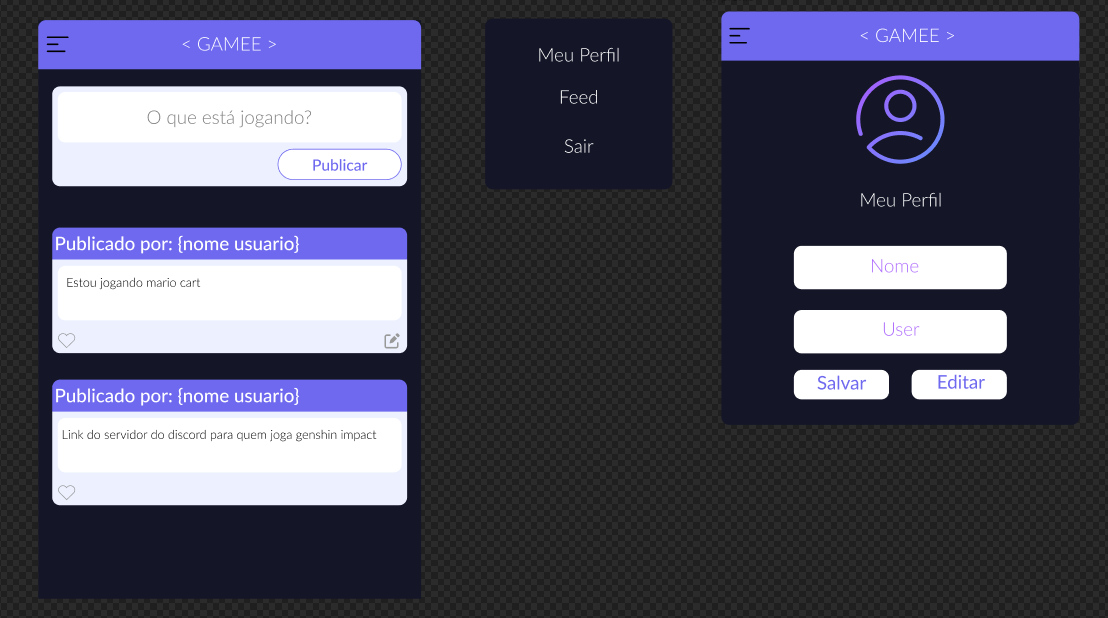 < GAMEE >
O que está jogando?
Publicar
Publicado por: {nome usuario}
Estou jogando mario cart
Publicado por: {nome usuario}
Link do servidor do discord para quem joga genshin impact
Meu Perfil
Feed
Sair
< GAMEE >
Meu Perfil
Nome
User
Salvar
Editar